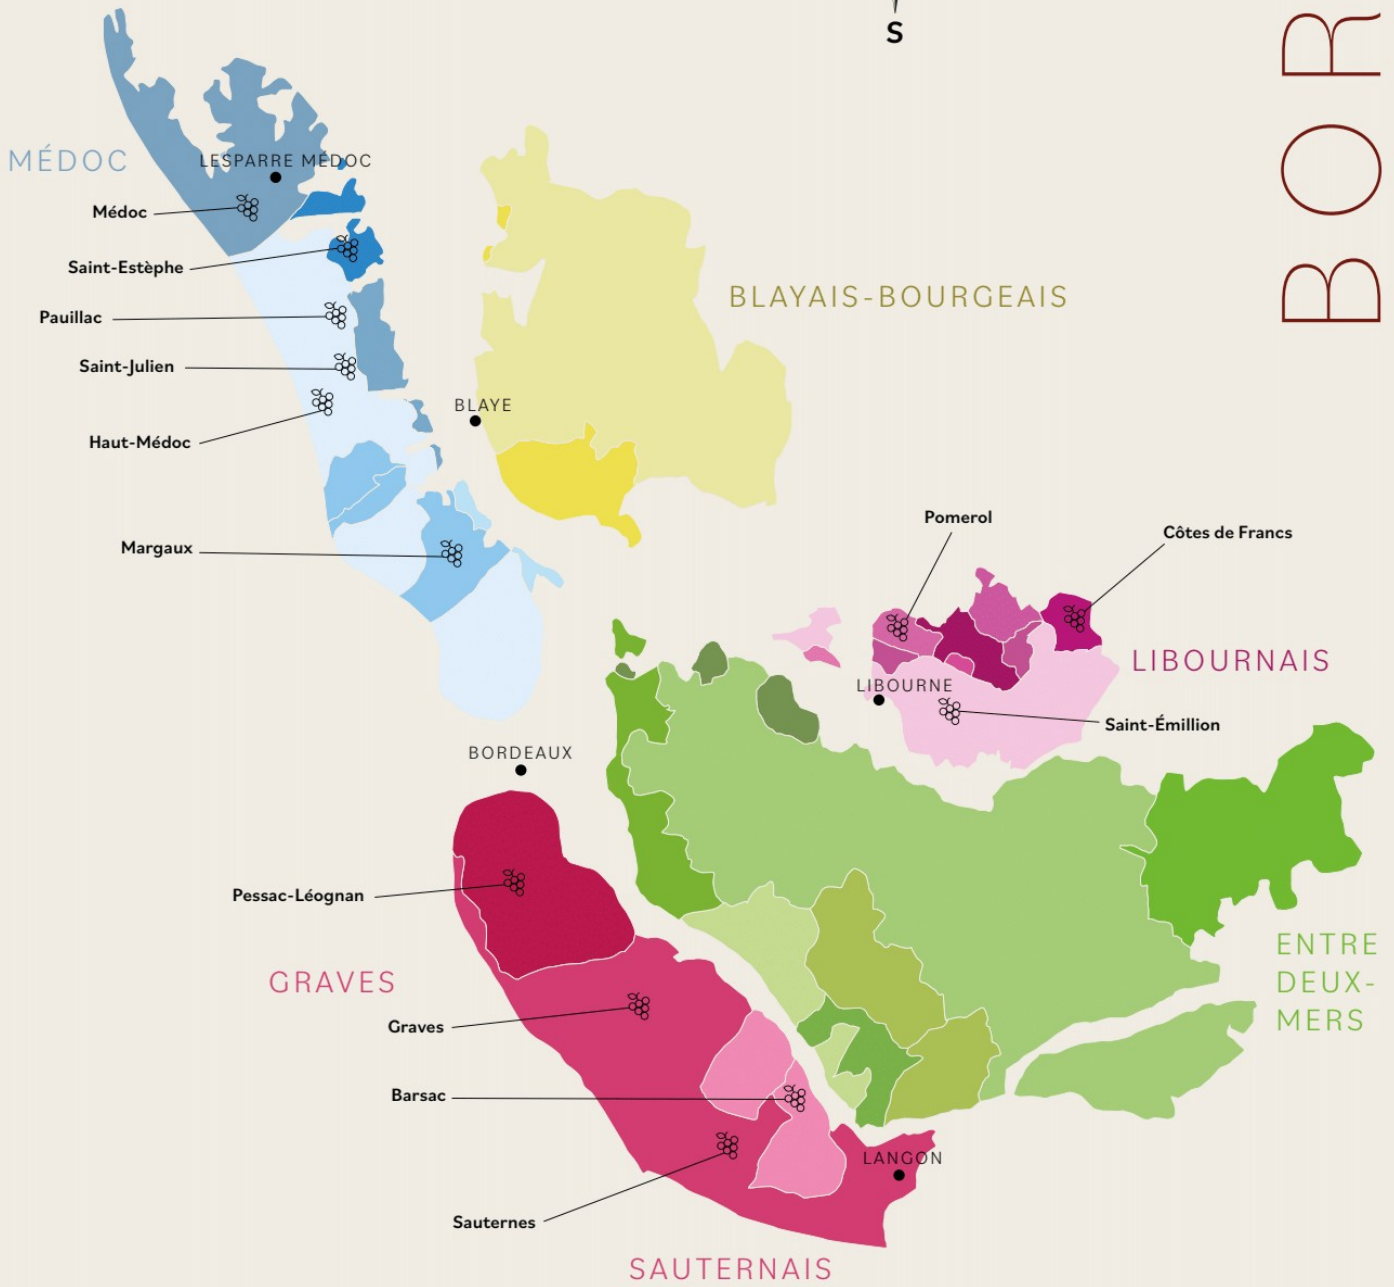 S
BOR
MÉDOC
LESPARRE MÉDOC
Médoc
Saint-Estèphe
Pauillac
Saint-Julien
Haut-Médoc
Margaux
BLAYAIS-BOURGEAIS
BLAYE
Pomerol
Côtes de Francs
LIBOURNAIS
LIBOURNE
Saint-Émillion
BORDEAUX
Pessac-Léognan
GRAVES
Graves
Barsac
Sauternes
LANGON
SAUTERNAIS
ENTRE
DEUX-
MERS